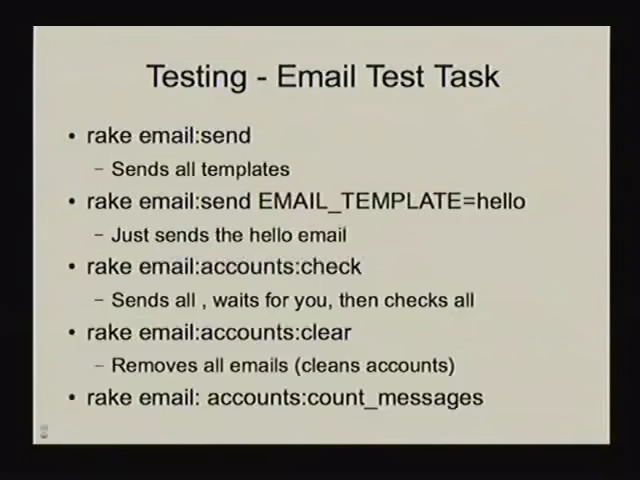 Testing - Email Test Task
• rake email:send
– Sends all templates
• rake email:send EMAIL_TEMPLATE=hello
– Just sends the hello email
• rake email:accounts:check
– Sends all , waits for you, then checks all
• rake email:accounts:clear
– Removes all emails (cleans accounts)
• rake email: accounts:count_messages